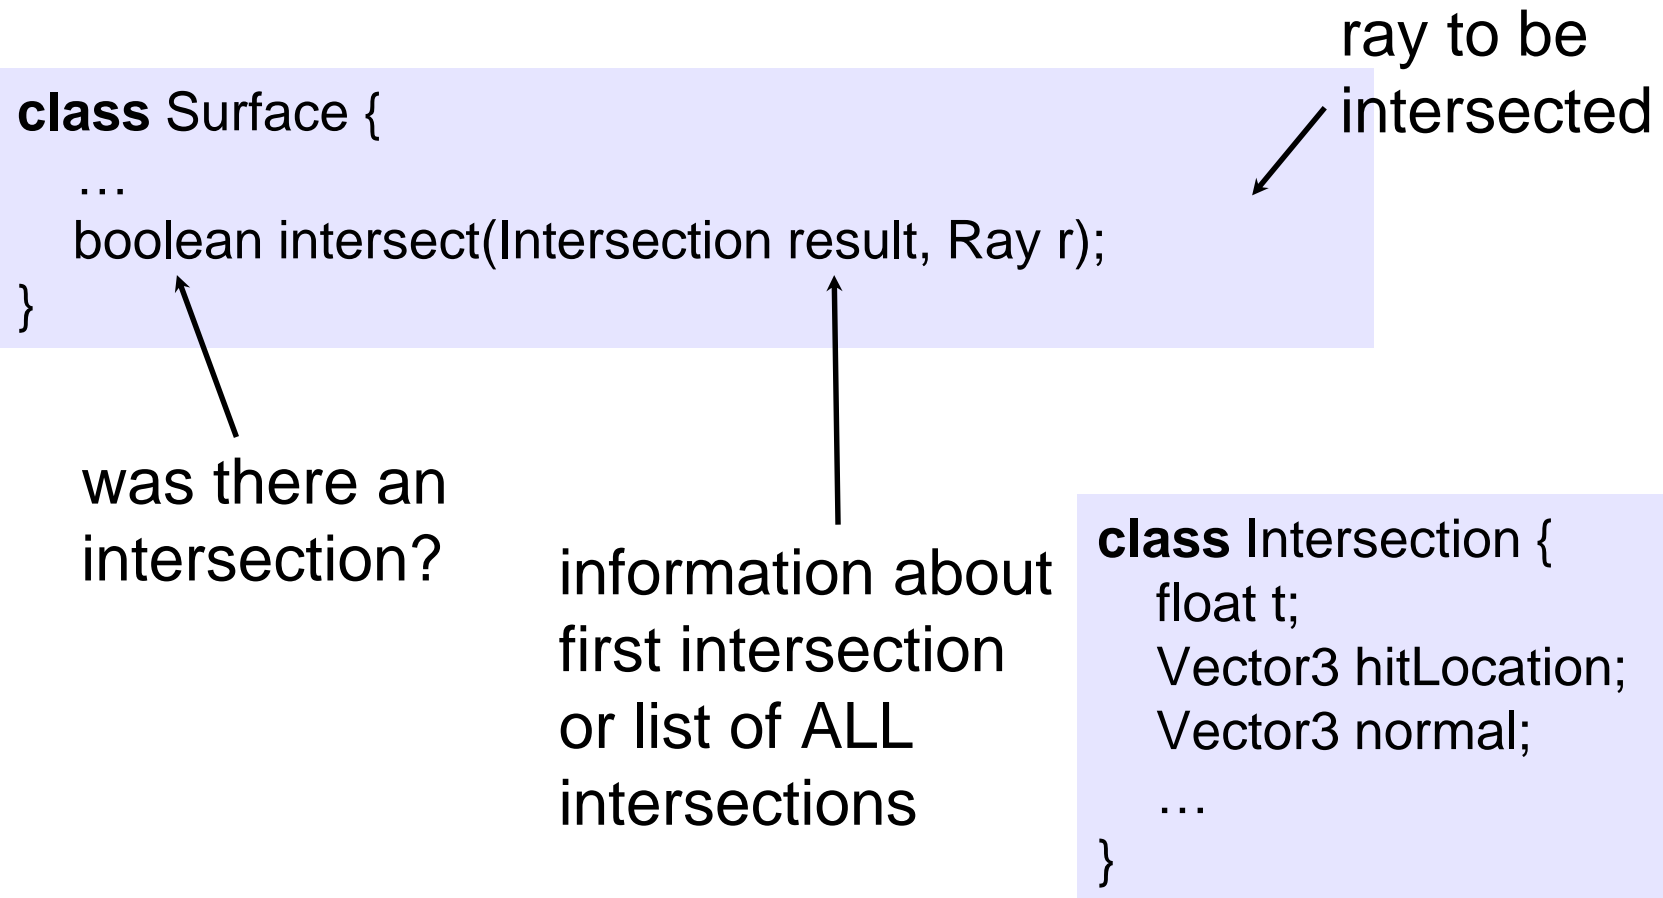 ray to be
intersected
class Surface {
…
boolean intersect(Intersection result, Ray r);
}
was there an
intersection?
information about
first intersection
or list of ALL
intersections
class Intersection {
float t;
Vector3 hitLocation;
Vector3 normal;
…
}